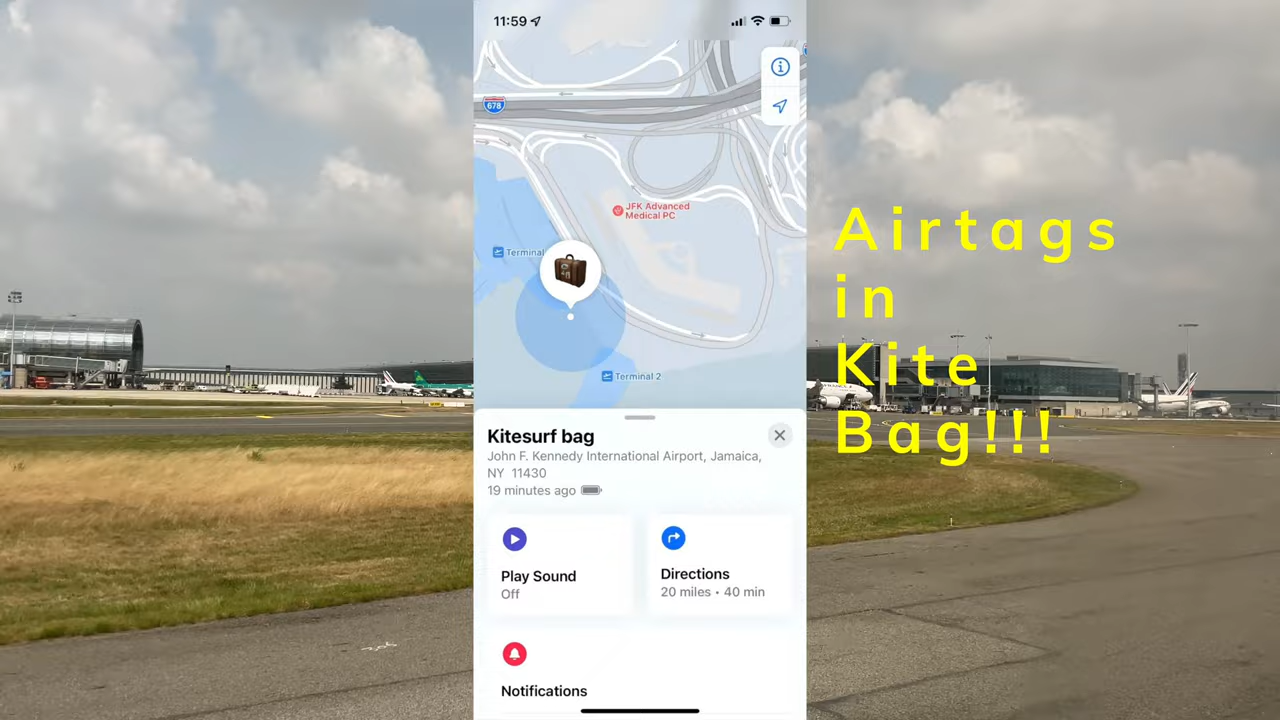 11:59
678
JFK Advanced
Medical PC
Terminal
Terminal 2
Kitesurf bag
John F. Kennedy International Airport, Jamaica,
NY 11430
19 minutes ago
Play Sound
Off
Directions
20 miles • 40 min
Notifications
Airtags
in
Kite
Bag!!!